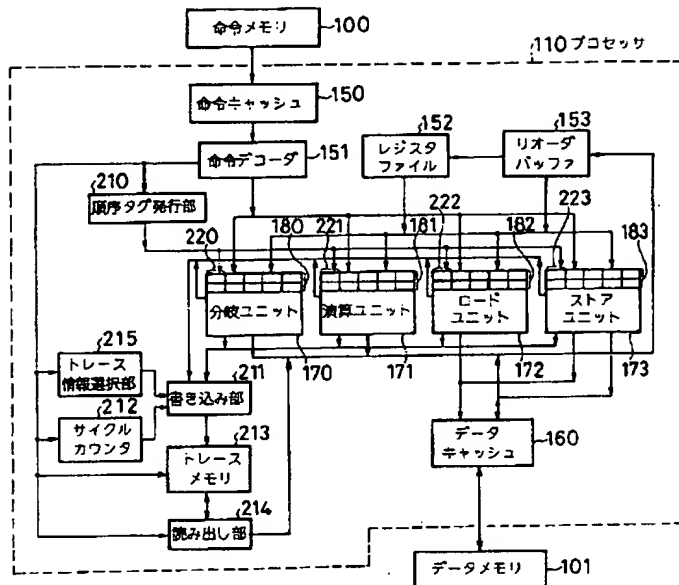 命令メモリ
100
110 プロセッサ
命令キャッシュ
150
152
153
命令デコーダ
151
レジスタ
ファイル
リオーダ
バッファ
210
順序タグ発行部
220
180
221
181
222
182
223
183
分岐ユニット
演算ユニット
ロード
ユニット
ストア
ユニット
170
171
172
173
215
トレース
情報選択部
211
書き込み部
212
サイクル
カウンタ
213
トレース
メモリ
データ
キャッシュ
160
214
読み出し部
データメモリ
101